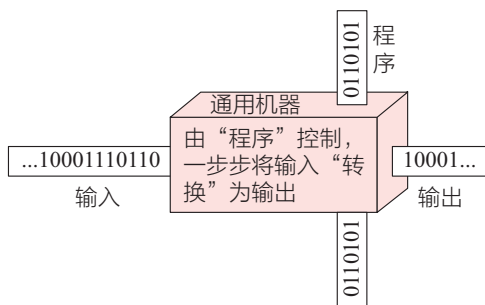 0110101
程
序
通用机器
由“程序”控制，
一步步将输入“转
换”为输出
...10001110110
10001...
输入
输出
0110101